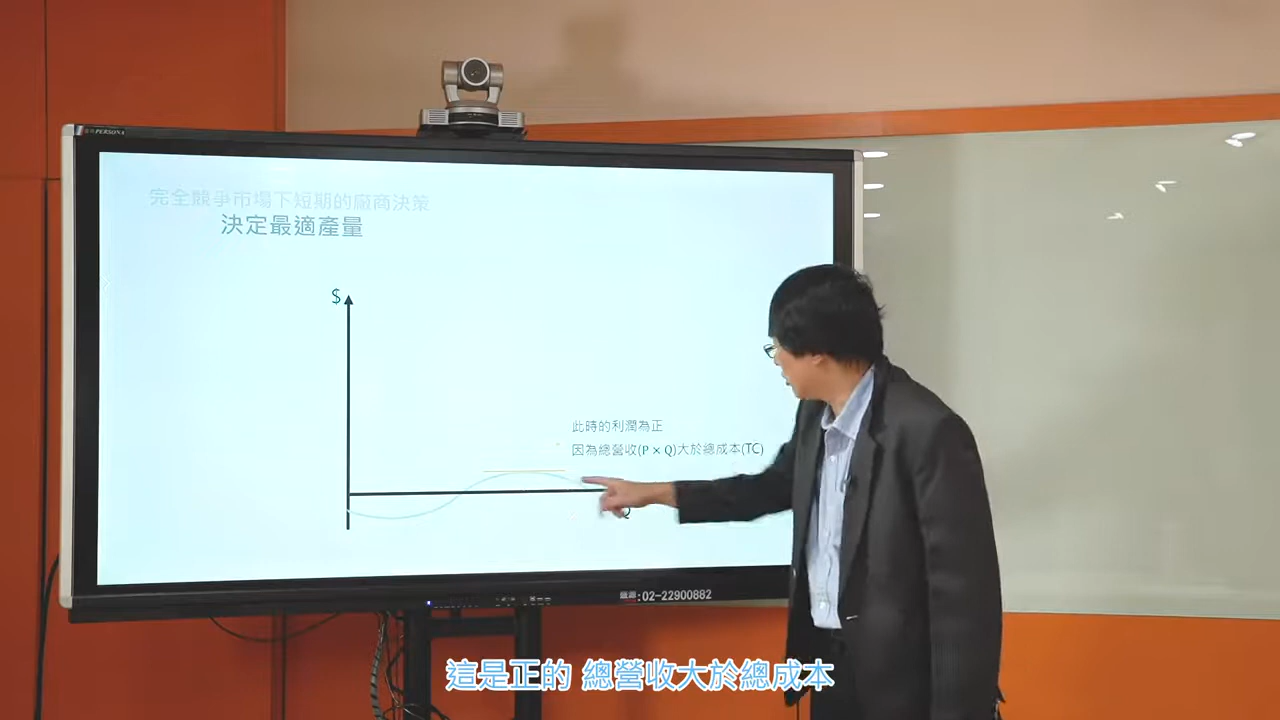 PERSONA
完全競爭市場下短期的廠商決策
決定最適產量
$
此時的利潤為正
因為總營收(P × Q)大於總成本(TC)
Q
:02-22900882
這是正的 總營收大於總成本